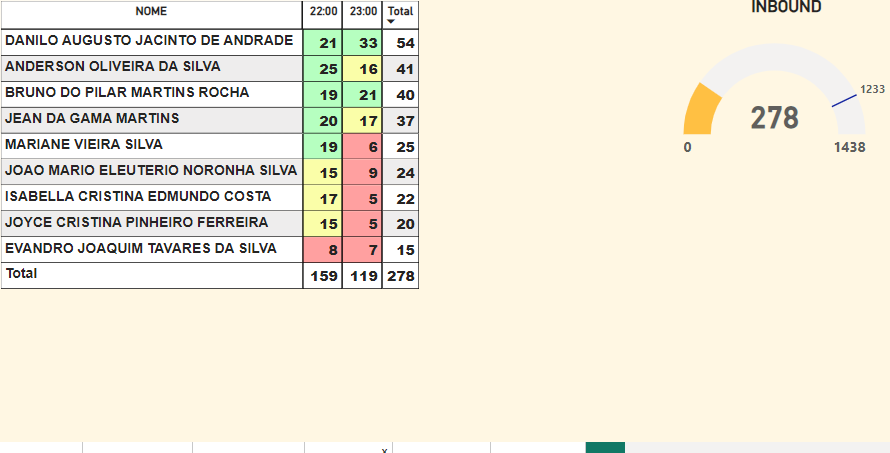 NOME 22:00 23:00 Total
DANILO AUGUSTO JACINTO DE ANDRADE 21 33 54
ANDERSON OLIVEIRA DA SILVA 25 16 41
BRUNO DO PILAR MARTINS ROCHA 19 21 40
JEAN DA GAMA MARTINS 20 17 37
MARIANE VIEIRA SILVA 19 6 25
JOAO MARIO ELEUTERIO NORONHA SILVA 15 9 24
ISABELLA CRISTINA EDMUNDO COSTA 17 5 22
JOYCE CRISTINA PINHEIRO FERREIRA 15 5 20
EVANDRO JOAQUIM TAVARES DA SILVA 8 7 15
Total 159 119 278
INBOUND
1233
278
0 1438
x